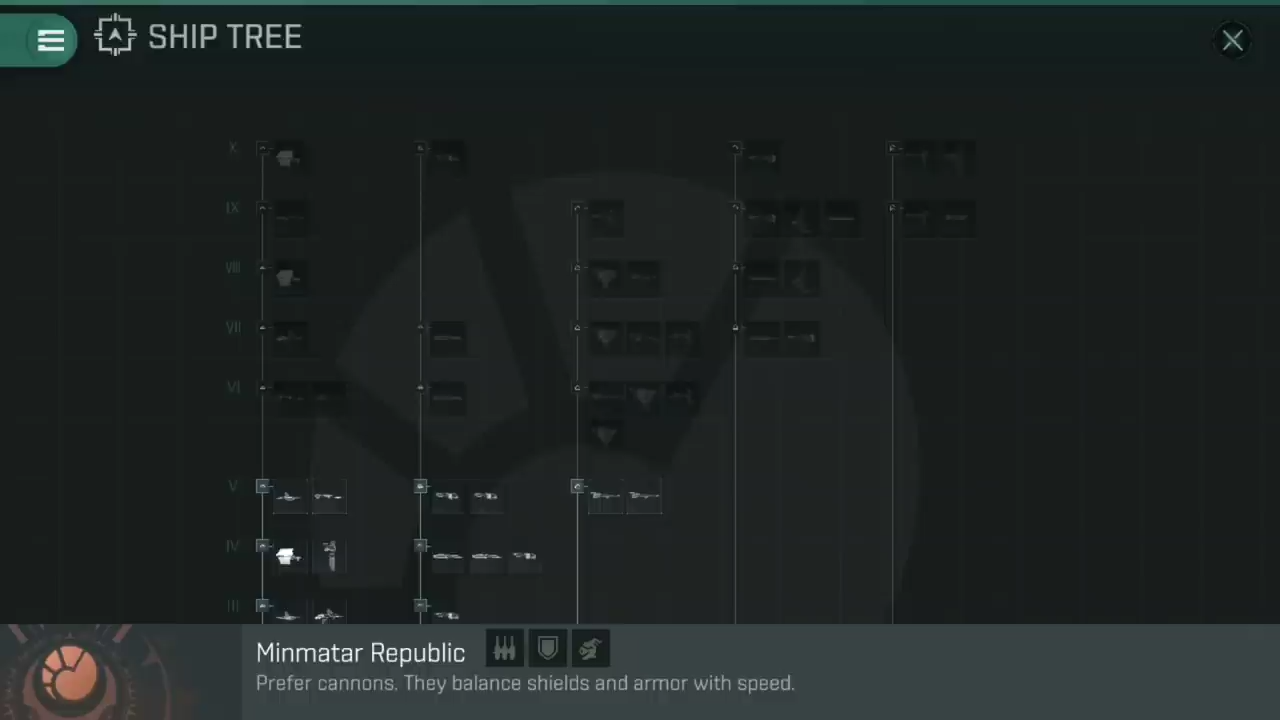 SHIP TREE
X
IX
VIII
VII
VI
V
IV
III
Minmatar Republic
Prefer cannons. They balance shields and armor with speed.